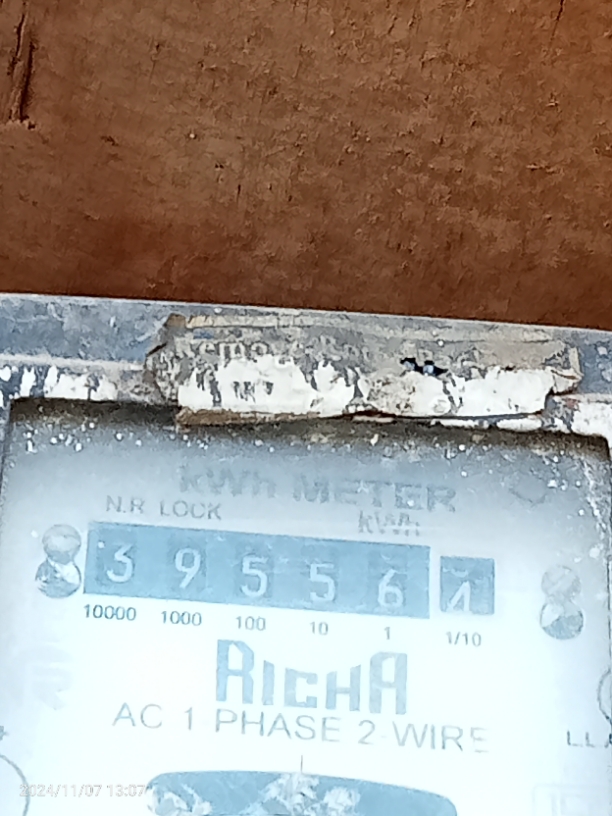 kWh METER
N.R LOCK kWh
3 9 5 5 6 4
10000 1000 100 10 1 1/10
RICHA
AC 1 PHASE 2-WIRE
2024/11/07 13:07